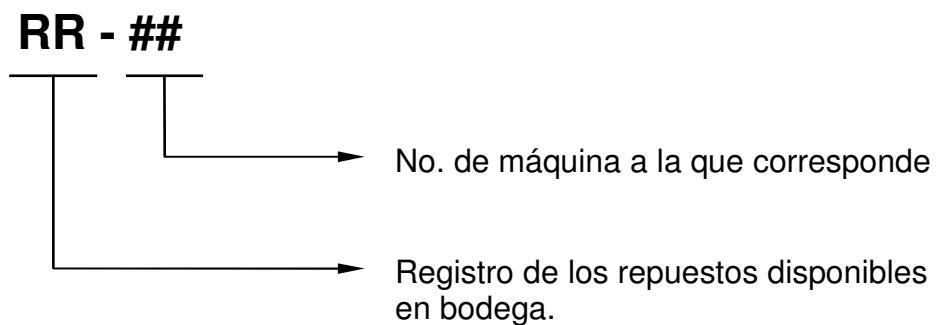 RR - ##
No. de máquina a la que corresponde
Registro de los repuestos disponibles
en bodega.